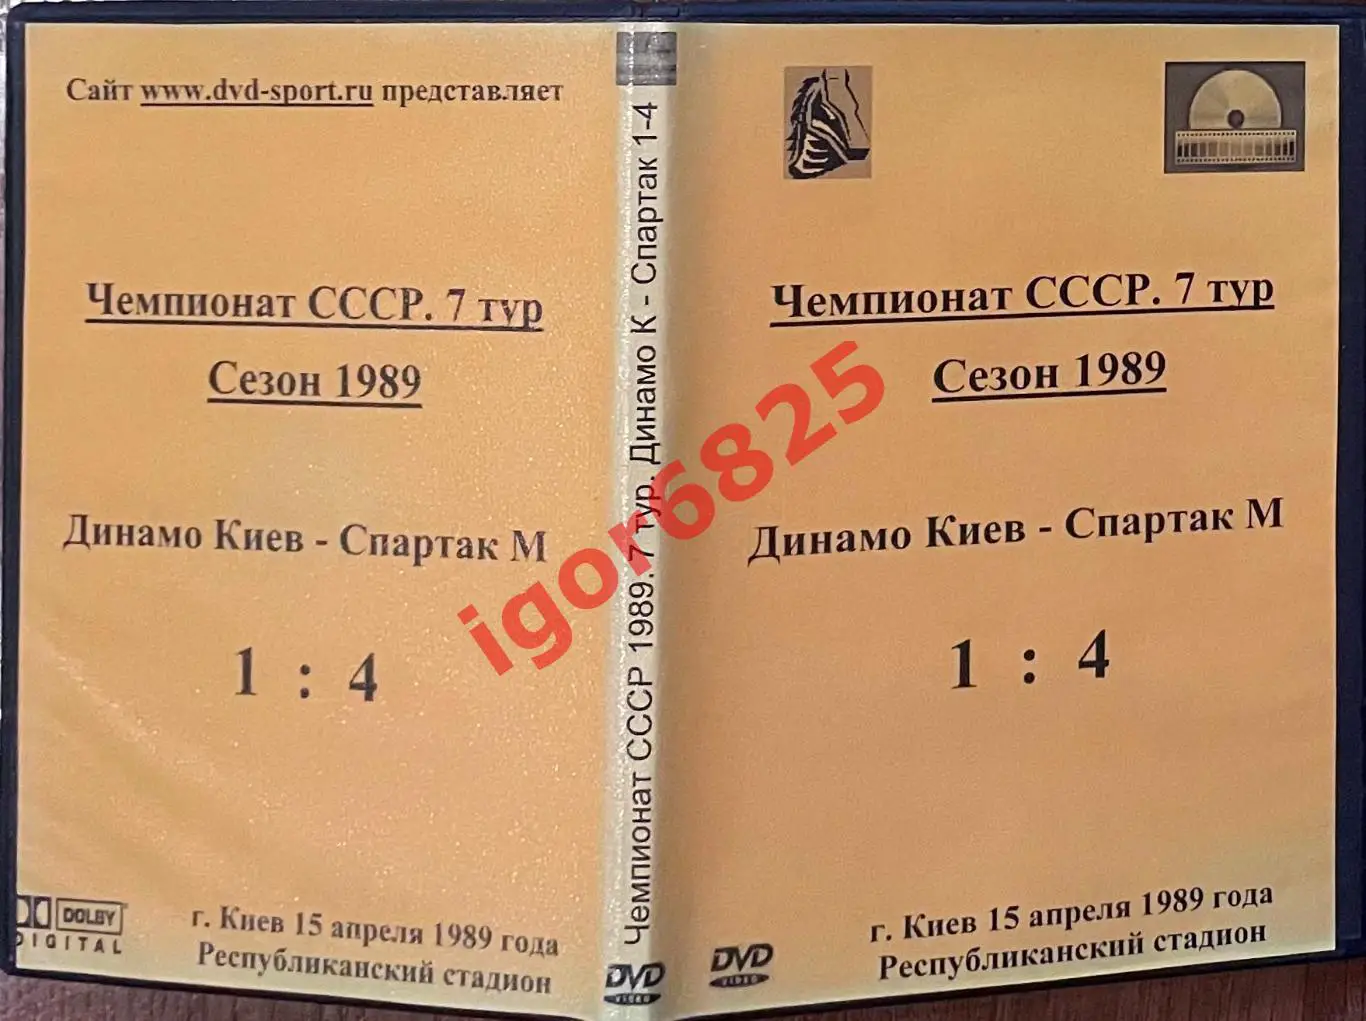 Сайт www.dvd-sport.ru представляет
Чемпионат СССР. 7 тур
Сезон 1989
Динамо Киев - Спартак М
1 : 4
г. Киев 15 апреля 1989 года
Республиканский стадион
DOLBY
DIGITAL
Чемпионат СССР 1989. 7 тур. Динамо К - Спартак 1-4
DVD
VIDEO
Чемпионат СССР. 7 тур
Сезон 1989
Динамо Киев - Спартак М
1 : 4
г. Киев 15 апреля 1989 года
Республиканский стадион
DVD
VIDEO
igor6825